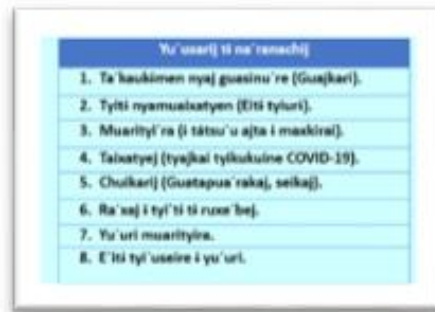 Yu´usarij ti na´ranachij
1. Ta´kaukimen nyaj guasinu´re (Guajkari).
2. Tyiti nyamuaixatyen (Eiti tyiuri).
3. Muarityi´ra (i tátsu´u ajta i maxkirai).
4. Taixatyej (tyajkai tyikukuine COVID-19).
5. Chuikarij (Guatapua´rakaj, seikaj).
6. Ra´xaj i tyi´ti ti ruxe´bej.
7. Yu´uri muarityira.
8. E´iti tyi´useire i yu´uri.